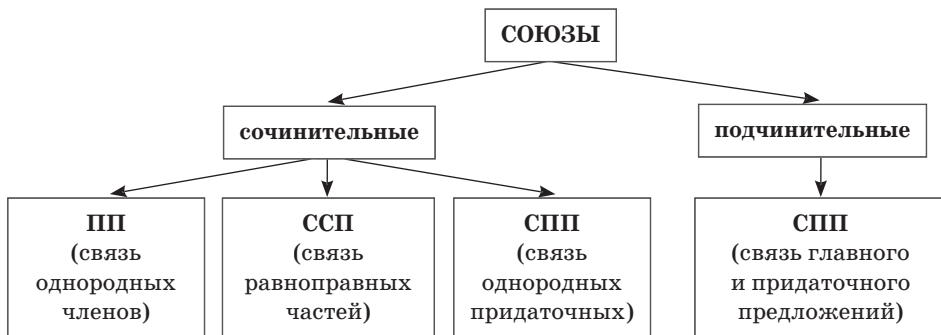 СОЮЗЫ
сочинительные
подчинительные
ПП
(связь
однородных
членов)
ССП
(связь
равноправных
частей)
СПП
(связь
однородных
придаточных)
СПП
(связь главного
и придаточного
предложений)